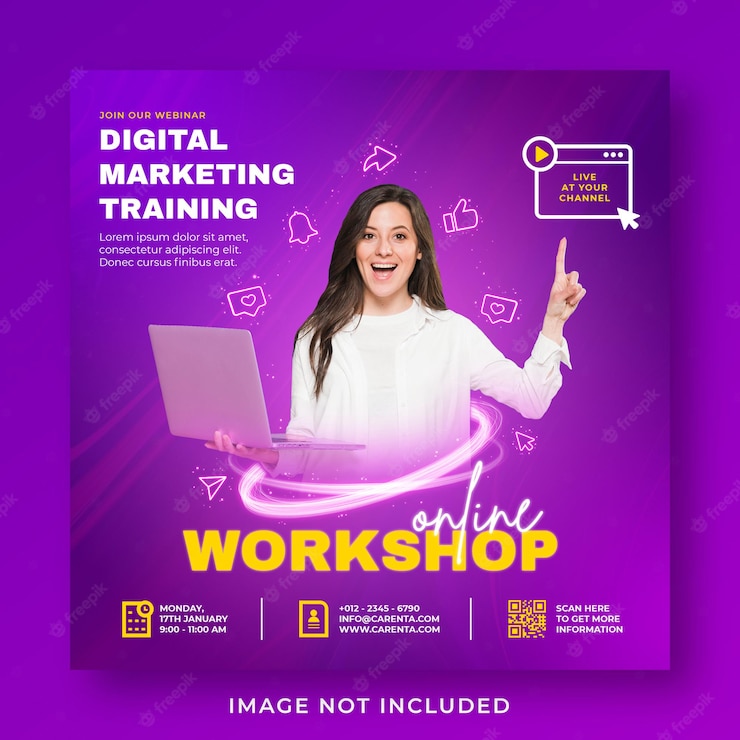 JOIN OUR WEBINAR
DIGITAL
MARKETING
TRAINING
Lorem ipsum dolor sit amet,
consectetur adipiscing elit.
Donec cursus finibus eget.
LIVE
AT YOUR
CHANNEL
online
WORKSHOP
MONDAY,
17TH JANUARY
9:00 - 11:00 AM
+012 - 2345 - 6790
INFO@CARENTA.COM
WWW.CARENTA.COM
SCAN HERE
TO GET MORE
INFORMATION
IMAGE NOT INCLUDED
freepik